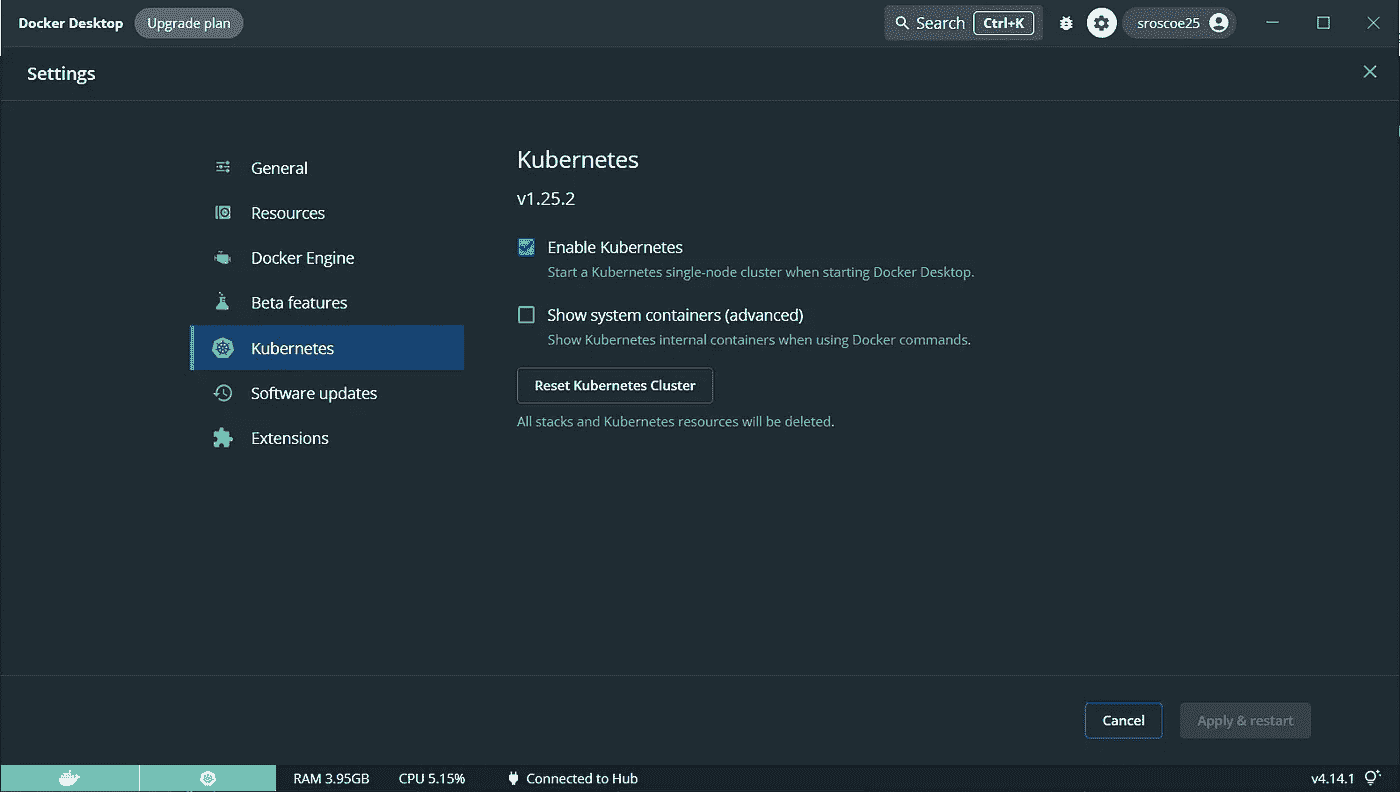 Docker Desktop Upgrade plan Search Ctrl+K sroscoe25
Settings
General
Resources
Docker Engine
Beta features
Kubernetes
Software updates
Extensions
Kubernetes
v1.25.2
Enable Kubernetes
Start a Kubernetes single-node cluster when starting Docker Desktop.
Show system containers (advanced)
Show Kubernetes internal containers when using Docker commands.
Reset Kubernetes Cluster
All stacks and Kubernetes resources will be deleted.
Cancel Apply & restart
RAM 3.95GB CPU 5.15% Connected to Hub v4.14.1